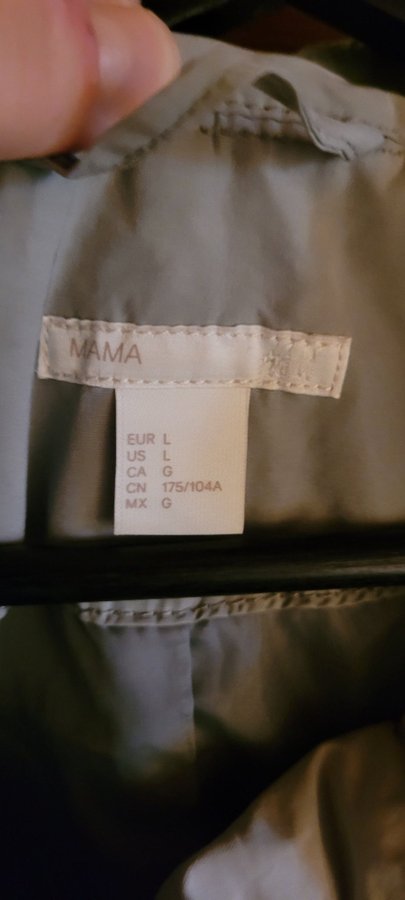 MAMA
EUR L
US L
CA G
CN 175/104A
MX G